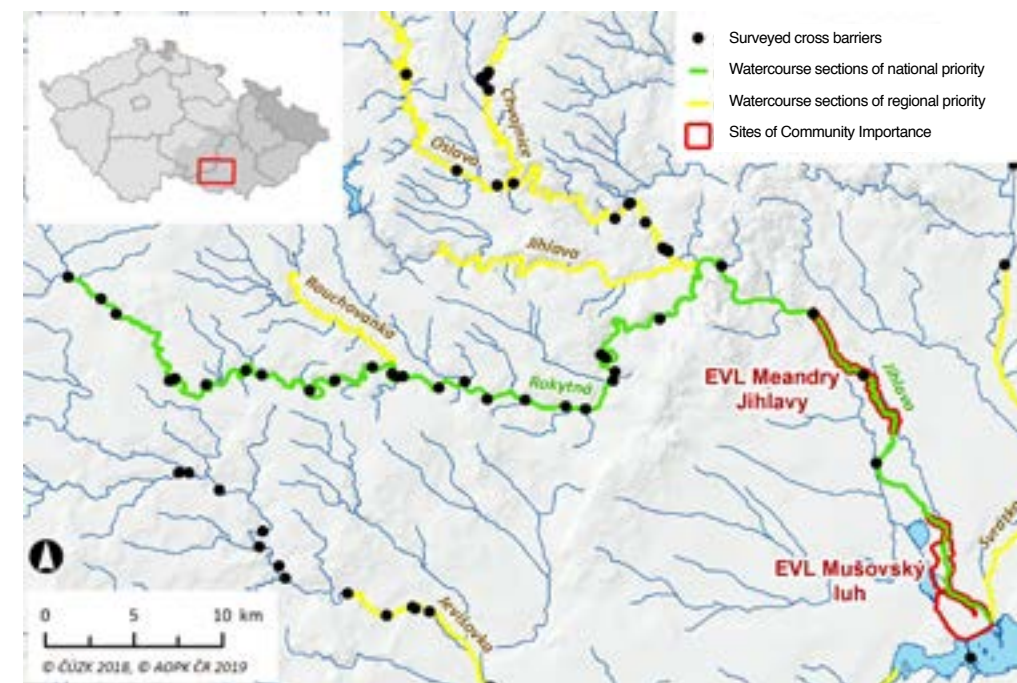 Surveyed cross barriers
Watercourse sections of national priority
Watercourse sections of regional priority
Sites of Community Importance
Oslava
Chvojnice
Jihlava
Rouchovanka
Rokytná
EVL Meandry
Jihlavy
Jihlava
EVL Mušovský
luh
Svratka
Jevišovka
0 5 10 km
© ČÚZK 2018, © AOPK ČR 2019